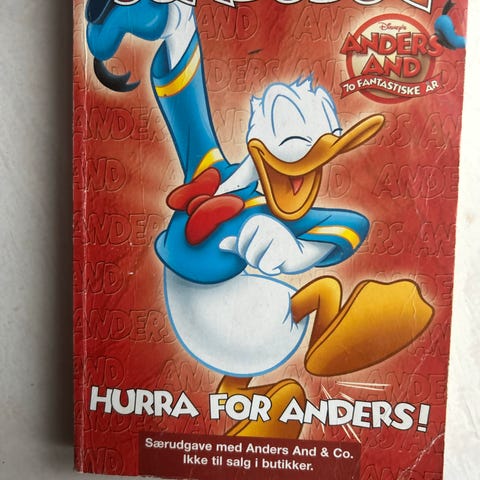 Disney's
ANDERS
AND
70 FANTASTISKE ÅR
HURRA FOR ANDERS!
Særudgave med Anders And & Co.
Ikke til salg i butikker.